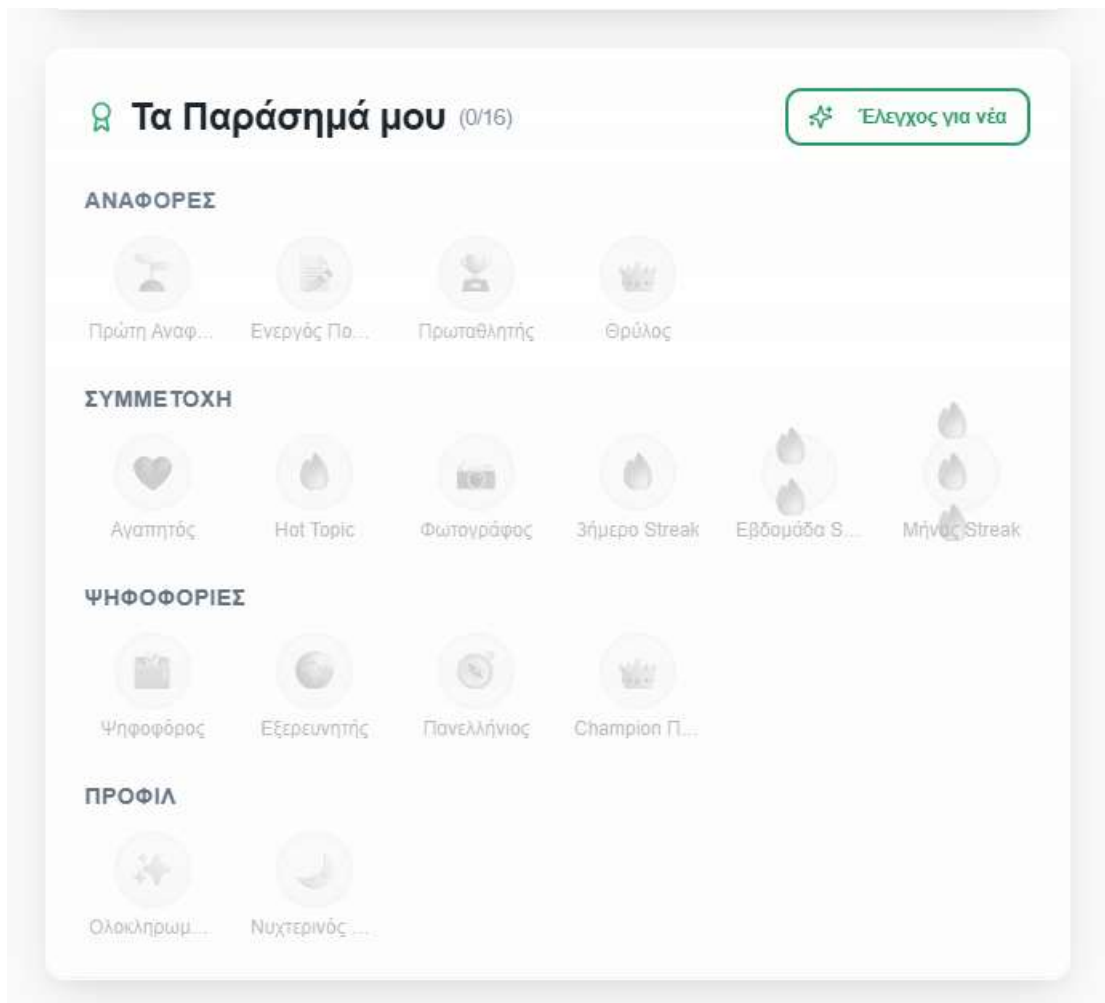 Τα Παράσημά μου (0/16)
Έλεγχος για νέα
ΑΝΑΦΟΡΕΣ
Πρώτη Αναφ... Ενεργός Πο... Πρωταθλητής Θρύλος
ΣΥΜΜΕΤΟΧΗ
Αγαπητός Hot Topic Φωτογράφος 3ήμερο Streak Εβδομάδα S... Μήνας Streak
ΨΗΦΟΦΟΡΙΕΣ
Ψηφοφόρος Εξερευνητής Πανελλήνιος Champion Π...
ΠΡΟΦΙΛ
Ολοκληρωμ... Νυχτερινός ...